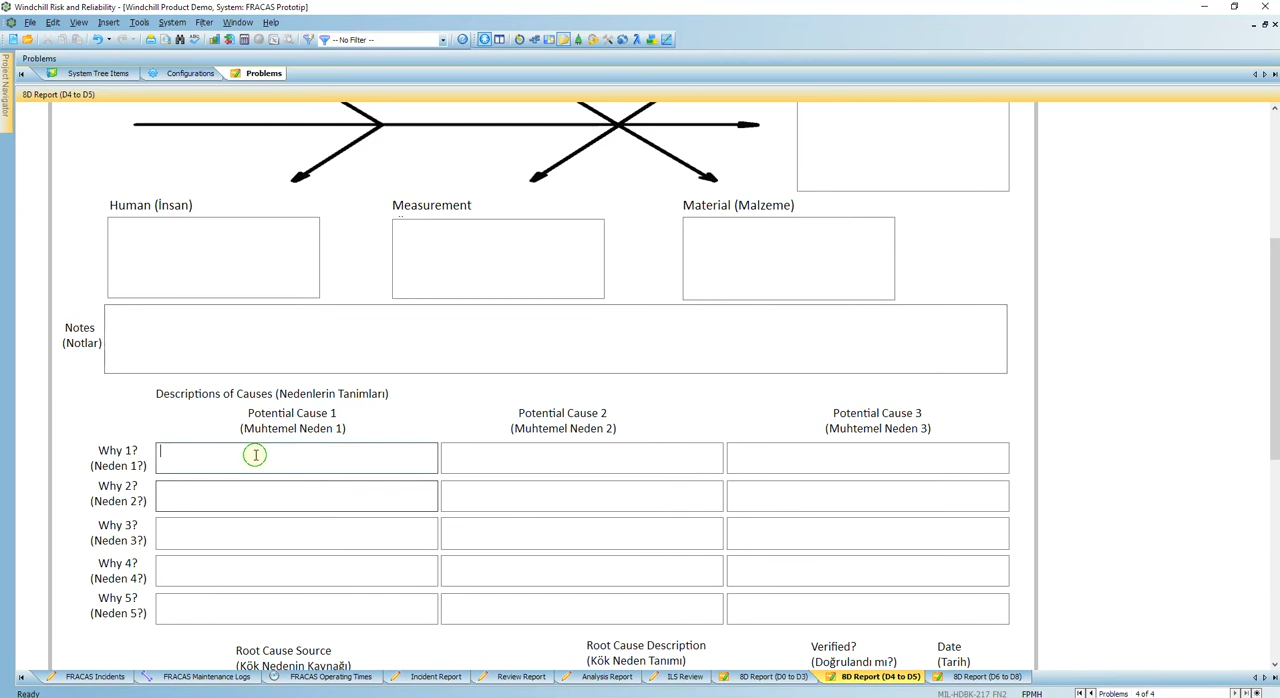 Windchill Risk and Reliability - [Windchill Product Demo, System: FRACAS Prototip]
File Edit View Insert Tools System Filter Window Help
-- No Filter --
Project Navigator
Problems
System Tree Items Configurations Problems
8D Report (D4 to D5)
Human (İnsan) Measurement Material (Malzeme)
Notes
(Notlar)
Descriptions of Causes (Nedenlerin Tanimları)
Potential Cause 1 Potential Cause 2 Potential Cause 3
(Muhtemel Neden 1) (Muhtemel Neden 2) (Muhtemel Neden 3)
Why 1?
(Neden 1?)
Why 2?
(Neden 2?)
Why 3?
(Neden 3?)
Why 4?
(Neden 4?)
Why 5?
(Neden 5?)
Root Cause Source Root Cause Description Verified? Date
(Kök Nedenin Kaynağı) (Kök Neden Tanımı) (Doğrulandı mı?) (Tarih)
FRACAS Incidents FRACAS Maintenance Logs FRACAS Operating Times Incident Report Review Report Analysis Report ILS Review 8D Report (D0 to D3) 8D Report (D4 to D5) 8D Report (D6 to D8)
Ready MIL-HDBK-217 FN2 FPMH Problems 4 of 4